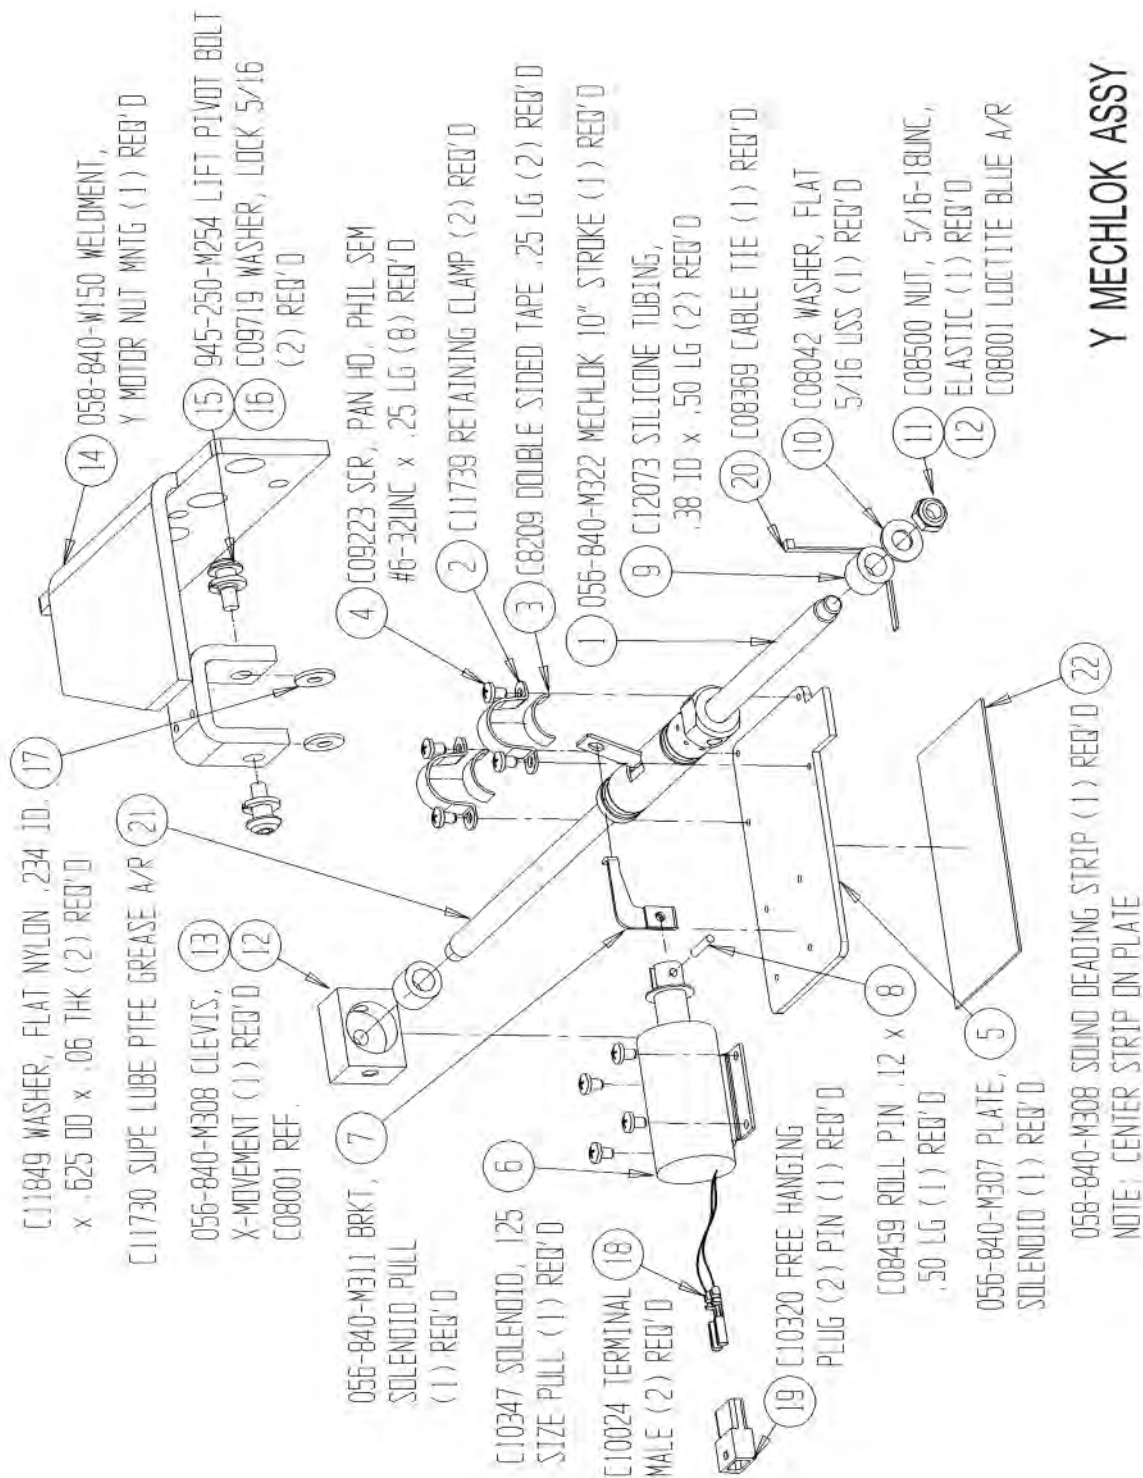 C11849 WASHER, FLAT NYLON .234 ID
x .625 OD x .06 THK (2) REQ'D
17
C11730 SUPE LUBE PTFE GREASE A/R
21
056-840-M308 CLEVIS,
X-MOVEMENT (1) REQ'D
C08001 REF.
13
12
056-840-M311 BRKT,
SOLENOID PULL
(1) REQ'D
7
C10347 SOLENOID, 125
SIZE PULL (1) REQ'D
6
C10024 TERMINAL
MALE (2) REQ'D
18
19
C10320 FREE HANGING
PLUG (2) PIN (1) REQ'D
C08459 ROLL PIN .12 x
.50 LG (1) REQ'D
8
056-840-M307 PLATE,
SOLENOID (1) REQ'D
5
058-840-M308 SOUND DEADING STRIP (1) REQ'D
NOTE: CENTER STRIP ON PLATE
22
14
058-840-W150 WELDMENT,
Y MOTOR NUT MNTG (1) REQ'D
15
945-250-M254 LIFT PIVOT BOLT
16
C09719 WASHER, LOCK 5/16
(2) REQ'D
4
C09223 SCR, PAN HD, PHIL SEM
#6-32UNC x .25 LG (8) REQ'D
2
C11739 RETAINING CLAMP (2) REQ'D
3
C8209 DOUBLE SIDED TAPE .25 LG (2) REQ'D
1
056-840-M322 MECHLOK 10" STROKE (1) REQ'D
9
C12073 SILICONE TUBING,
.38 ID x .50 LG (2) REQ'D
20
C08369 CABLE TIE (1) REQ'D
10
C08042 WASHER, FLAT
5/16 USS (1) REQ'D
11
C08500 NUT, 5/16-18UNC,
ELASTIC (1) REQ'D
12
C08001 LOCTITE BLUE A/R
Y MECHLOK ASSY